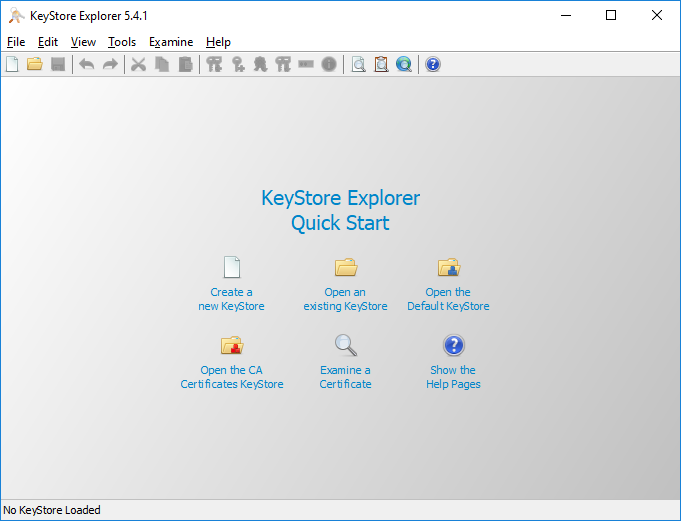 KeyStore Explorer 5.4.1
File Edit View Tools Examine Help
KeyStore Explorer
Quick Start
Create a
new KeyStore
Open an
existing KeyStore
Open the
Default KeyStore
Open the CA
Certificates KeyStore
Examine a
Certificate
Show the
Help Pages
No KeyStore Loaded